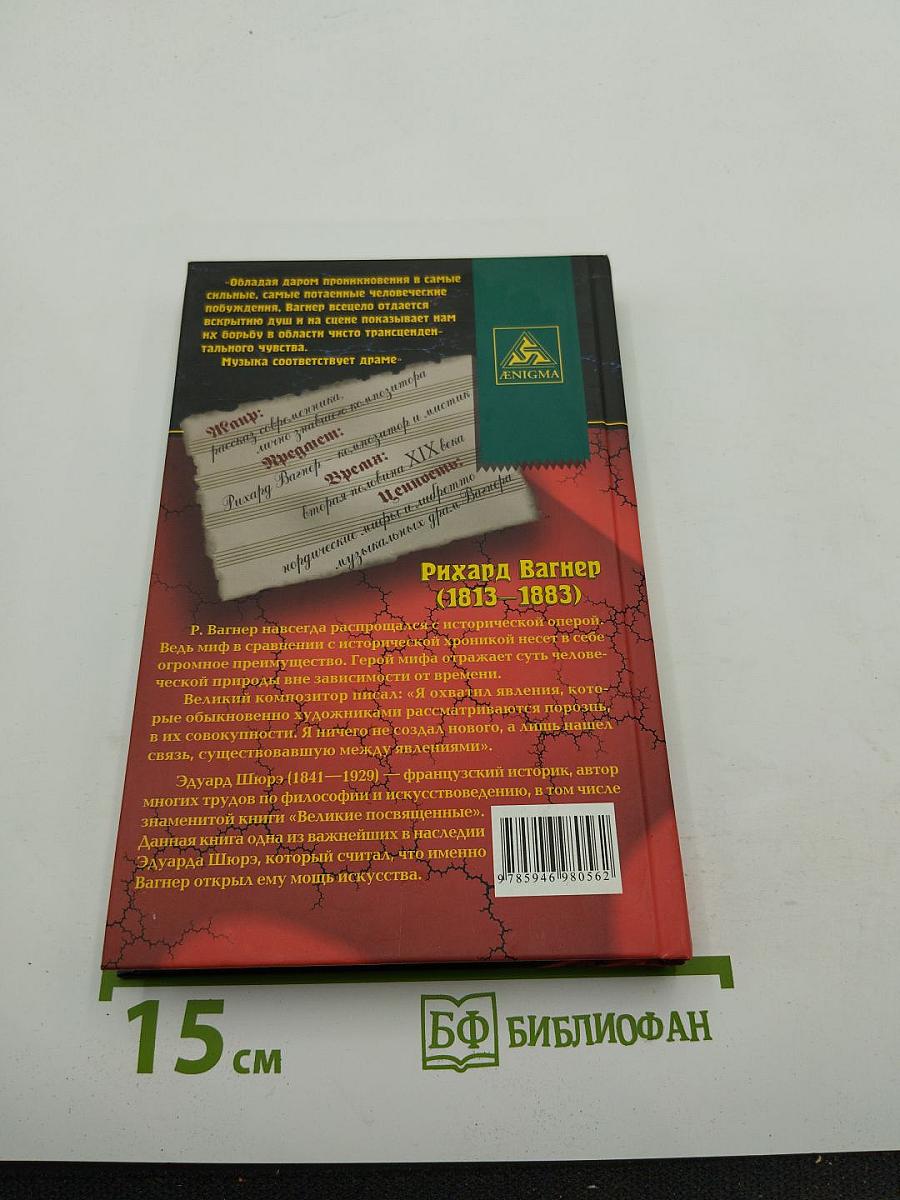 «Обладая даром проникновения в самые
сильные, самые потаенные человеческие
побуждения, Вагнер всецело отдается
вскрытию душ и на сцене показывает нам
их борьбу в области чисто трансценден-
тального чувства.
Музыка соответствует драме»
ÆNIGMA
Жанр:
рассказ современника,
лично знавшего композитора
Предмет:
Рихард Вагнер – композитор и мистик
Время:
вторая половина XIX века
Ценность:
нордические мифы и либретто
музыкальных драм Вагнера
Рихард Вагнер
(1813—1883)
Р. Вагнер навсегда распрощался с исторической оперой.
Ведь миф в сравнении с исторической хроникой несет в себе
огромное преимущество. Герой мифа отражает суть челове-
ческой природы вне зависимости от времени.
Великий композитор писал: «Я охватил явления, кото-
рые обыкновенно художниками рассматриваются порознь,
в их совокупности. Я ничего не создал нового, а лишь нашел
связь, существовавшую между явлениями».
Эдуард Шюрэ (1841—1929) — французский историк, автор
многих трудов по философии и искусствоведению, в том числе
знаменитой книги «Великие посвященные».
Данная книга одна из важнейших в наследии
Эдуарда Шюрэ, который считал, что именно
Вагнер открыл ему мощь искусства.
9 785946 980562
15 см
БФ БИБЛИОФАН